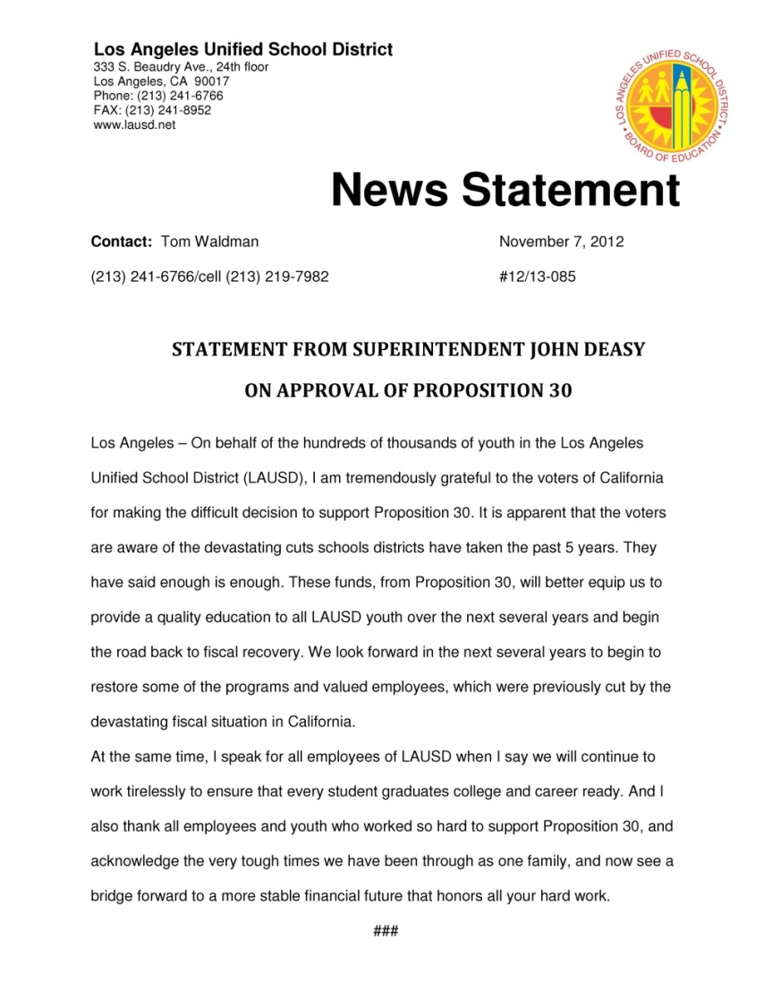 Los Angeles Unified School District
333 S. Beaudry Ave., 24th floor
Los Angeles, CA  90017
Phone: (213) 241-6766
FAX: (213) 241-8952
www.lausd.net
LOS ANGELES UNIFIED SCHOOL DISTRICT • BOARD OF EDUCATION •
News Statement
Contact:  Tom Waldman
November 7, 2012
(213) 241-6766/cell (213) 219-7982
#12/13-085
STATEMENT FROM SUPERINTENDENT JOHN DEASY
ON APPROVAL OF PROPOSITION 30
Los Angeles – On behalf of the hundreds of thousands of youth in the Los Angeles
Unified School District (LAUSD), I am tremendously grateful to the voters of California
for making the difficult decision to support Proposition 30. It is apparent that the voters
are aware of the devastating cuts schools districts have taken the past 5 years. They
have said enough is enough. These funds, from Proposition 30, will better equip us to
provide a quality education to all LAUSD youth over the next several years and begin
the road back to fiscal recovery. We look forward in the next several years to begin to
restore some of the programs and valued employees, which were previously cut by the
devastating fiscal situation in California.
At the same time, I speak for all employees of LAUSD when I say we will continue to
work tirelessly to ensure that every student graduates college and career ready. And I
also thank all employees and youth who worked so hard to support Proposition 30, and
acknowledge the very tough times we have been through as one family, and now see a
bridge forward to a more stable financial future that honors all your hard work.
###